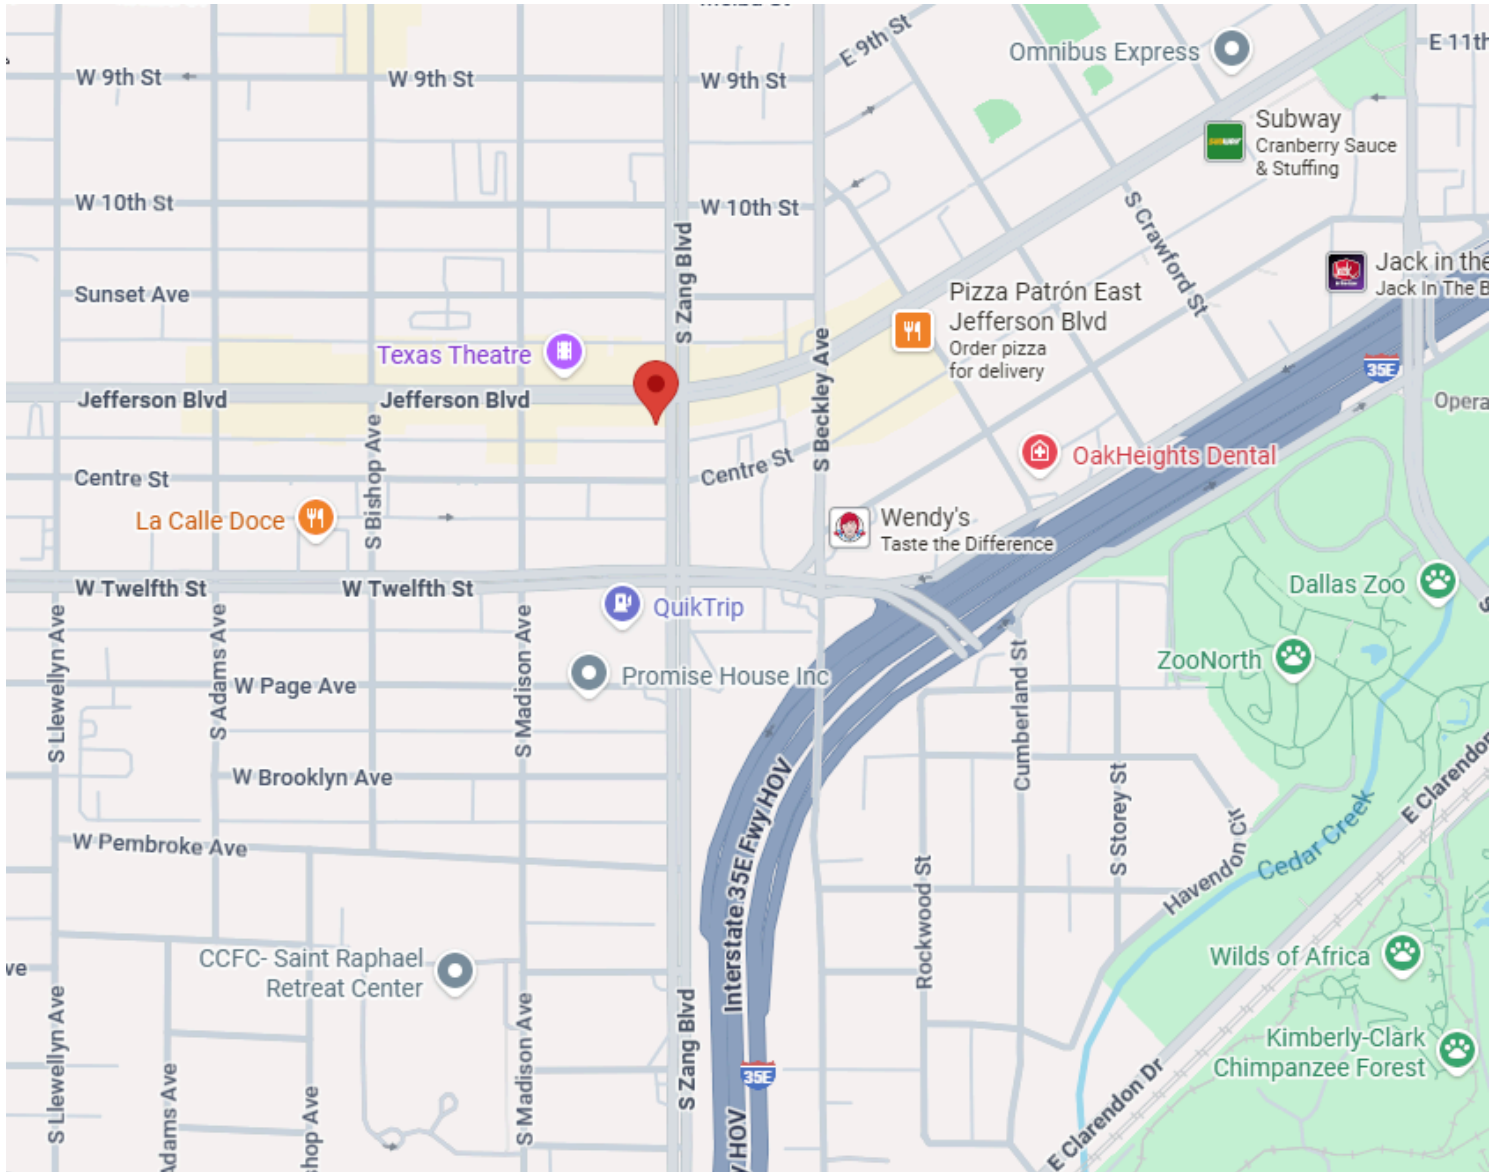 W 9th St
W 9th St
W 9th St
E 9th St
Omnibus Express
E 11th
Subway
Cranberry Sauce
& Stuffing
W 10th St
W 10th St
S Crawford St
S Zang Blvd
Jack in the
Jack In The B
Sunset Ave
Pizza Patrón East
Jefferson Blvd
Order pizza
for delivery
Texas Theatre
S Beckley Ave
35E
Jefferson Blvd
Jefferson Blvd
Opera
S Bishop Ave
Centre St
Centre St
OakHeights Dental
La Calle Doce
Wendy's
Taste the Difference
W Twelfth St
W Twelfth St
QuikTrip
Dallas Zoo
S Llewellyn Ave
S Adams Ave
S Madison Ave
Promise House Inc
ZooNorth
W Page Ave
Cumberland St
W Brooklyn Ave
Interstate 35E Fwy HOV
S Storey St
E Clarendon
W Pembroke Ave
Havendon Cir
Cedar Creek
Rockwood St
CCFC- Saint Raphael
Retreat Center
Wilds of Africa
S Llewellyn Ave
S Madison Ave
S Zang Blvd
35E
Kimberly-Clark
Chimpanzee Forest
Adams Ave
shop Ave
y HOV
E Clarendon Dr